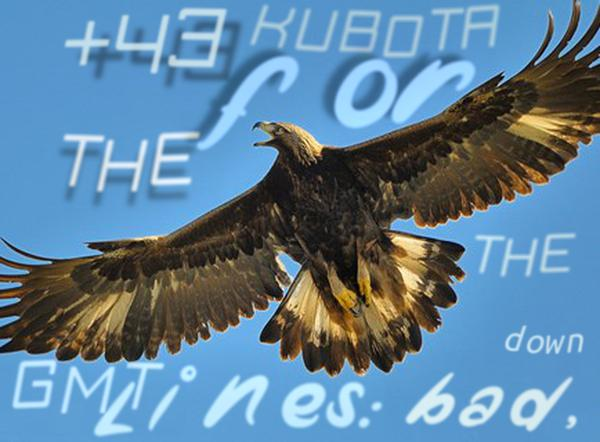 +43 KUBOTA
for
THE
THE
down
GMT
Lines: bad,